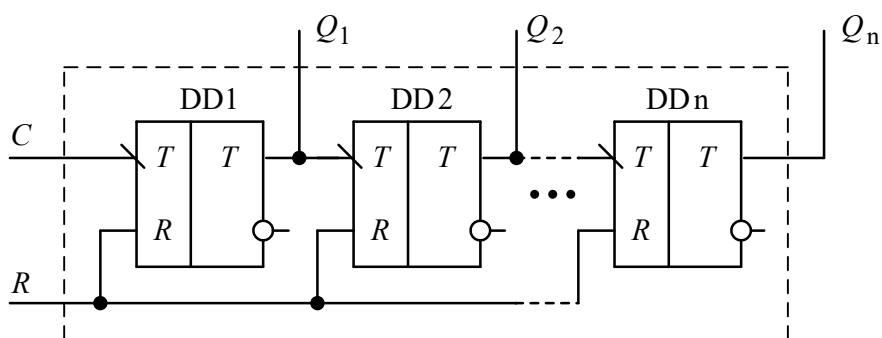 Q1 Q2 Qn
DD1 DD2 DDn
C T T T T T T
R R R
R